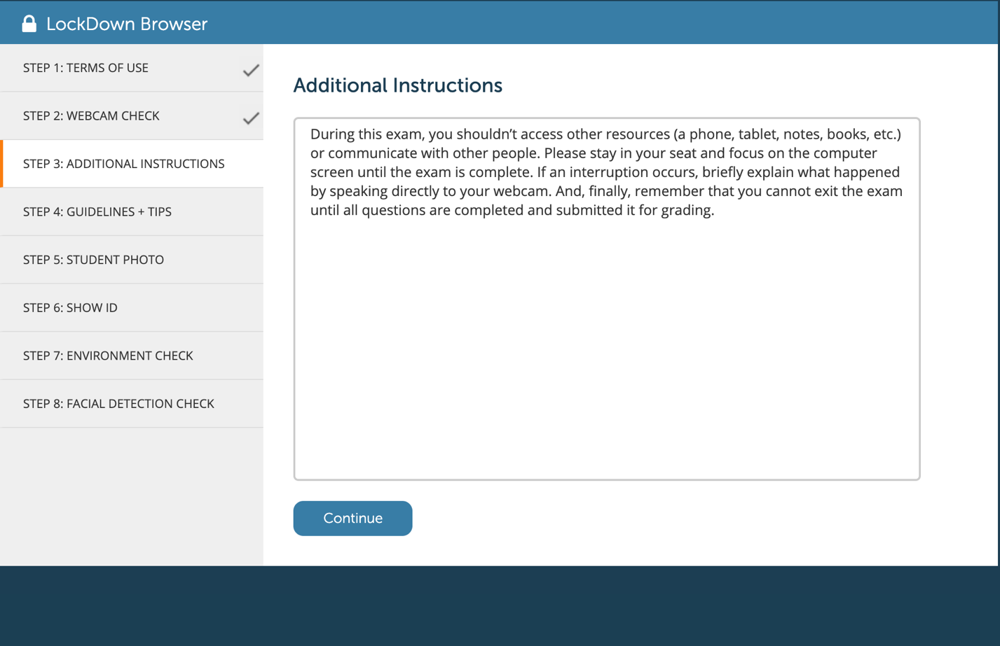 LockDown Browser
STEP 1: TERMS OF USE
STEP 2: WEBCAM CHECK
STEP 3: ADDITIONAL INSTRUCTIONS
STEP 4: GUIDELINES + TIPS
STEP 5: STUDENT PHOTO
STEP 6: SHOW ID
STEP 7: ENVIRONMENT CHECK
STEP 8: FACIAL DETECTION CHECK
Additional Instructions
During this exam, you shouldn’t access other resources (a phone, tablet, notes, books, etc.)
or communicate with other people. Please stay in your seat and focus on the computer
screen until the exam is complete. If an interruption occurs, briefly explain what happened
by speaking directly to your webcam. And, finally, remember that you cannot exit the exam
until all questions are completed and submitted it for grading.
Continue